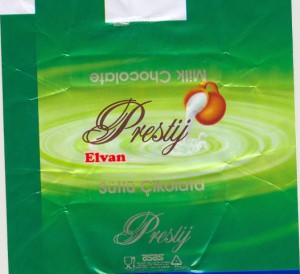 Milk Chocolate
Prestij
Elvan
Sütlü Çikolata
Prestij